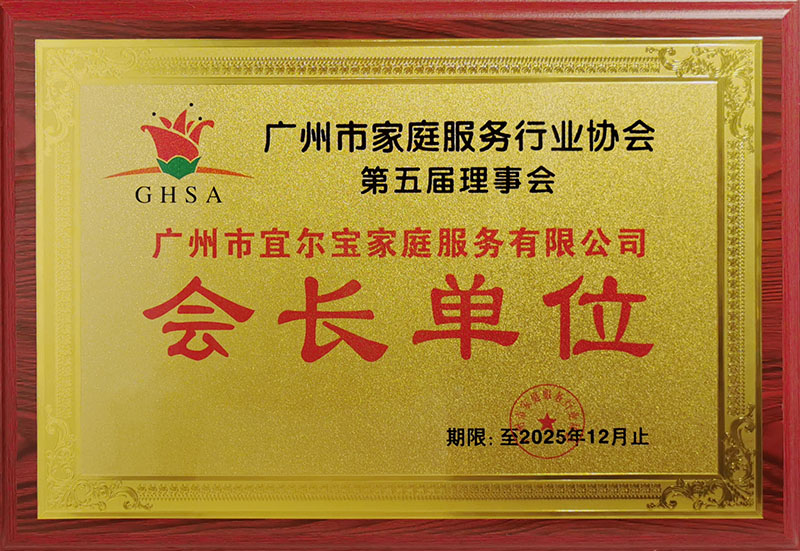 GHSA
广州市家庭服务行业协会
第五届理事会
广州市宜尔宝家庭服务有限公司
会长单位
期限: 至2025年12月止